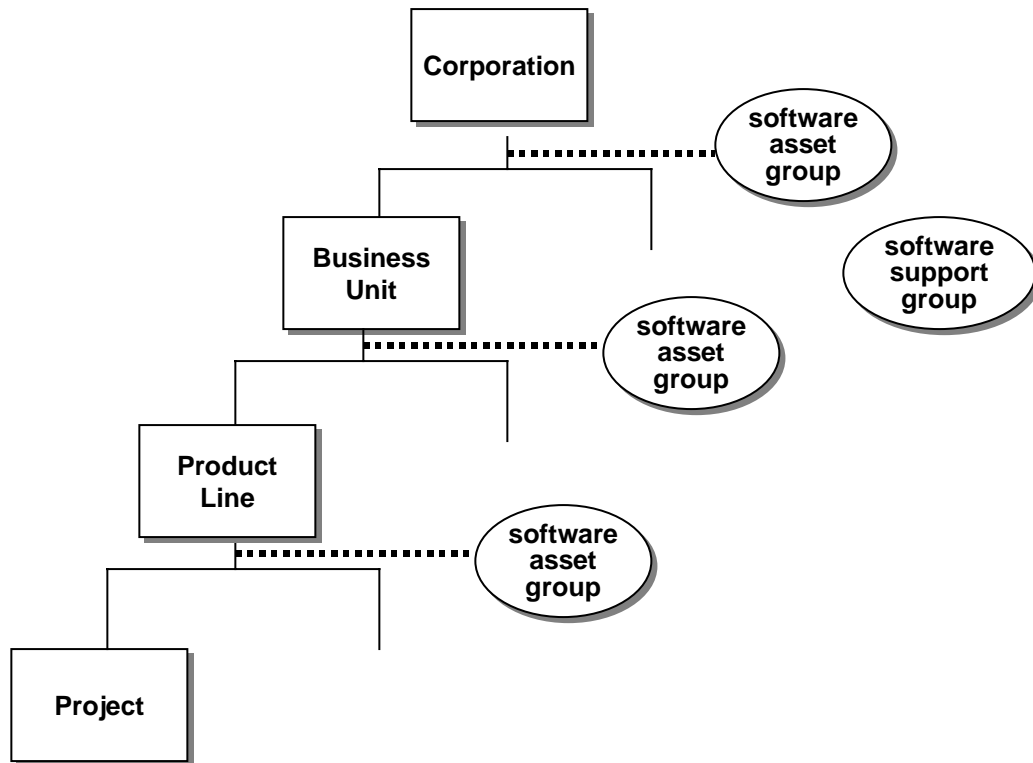 Corporation
software
asset
group
Business
Unit
software
support
group
software
asset
group
Product
Line
software
asset
group
Project